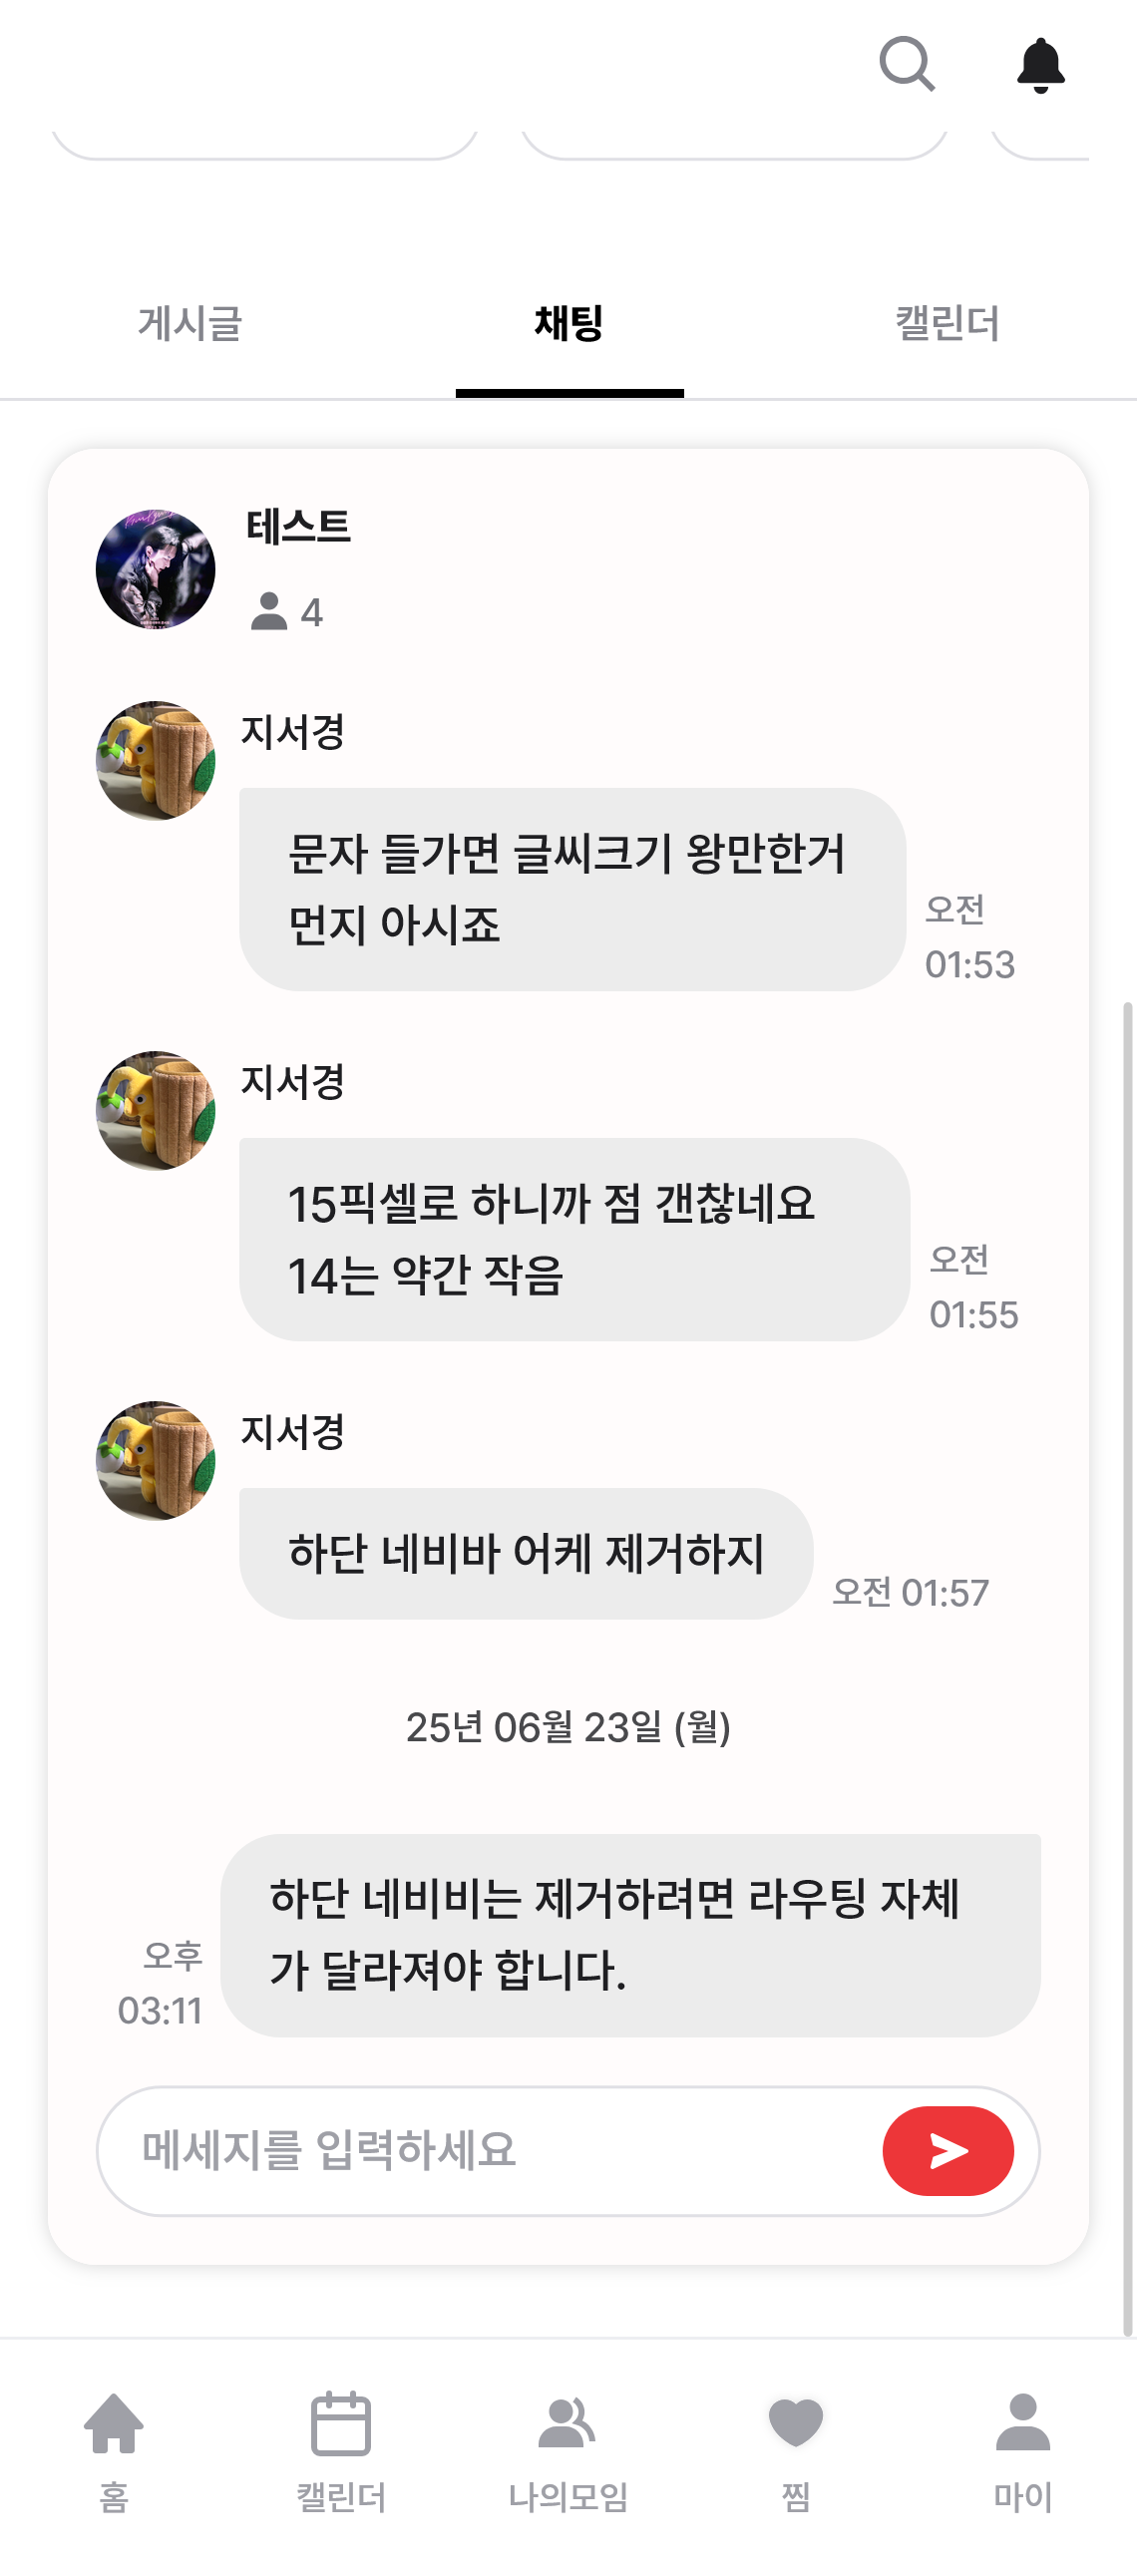 게시글 채팅 캘린더
테스트
4
지서경
문자 들가면 글씨크기 왕만한거
먼지 아시죠
오전
01:53
지서경
15픽셀로 하니까 점 갠찮네요
14는 약간 작음
오전
01:55
지서경
하단 네비바 어케 제거하지
오전 01:57
25년 06월 23일 (월)
하단 네비비는 제거하려면 라우팅 자체
가 달라져야 합니다.
오후
03:11
메세지를 입력하세요
홈 캘린더 나의모임 찜 마이